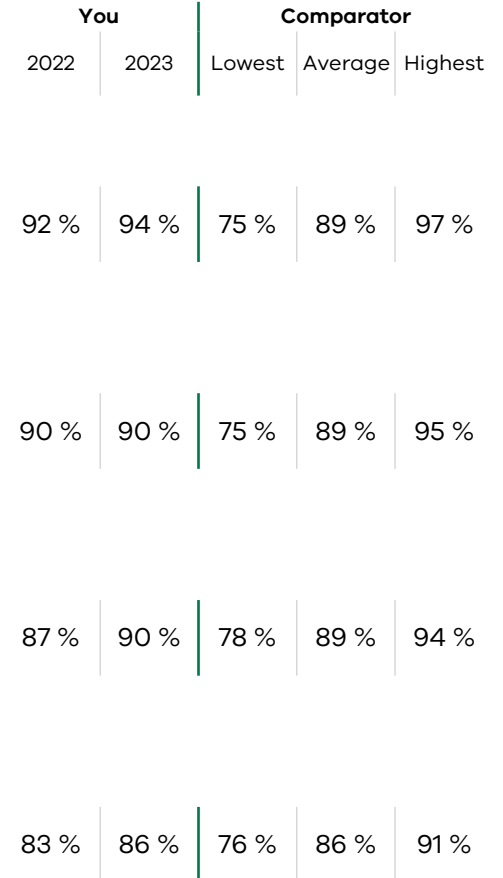 You Comparator
2022 2023 Lowest Average Highest
92 % 94 % 75 % 89 % 97 %
90 % 90 % 75 % 89 % 95 %
87 % 90 % 78 % 89 % 94 %
83 % 86 % 76 % 86 % 91 %